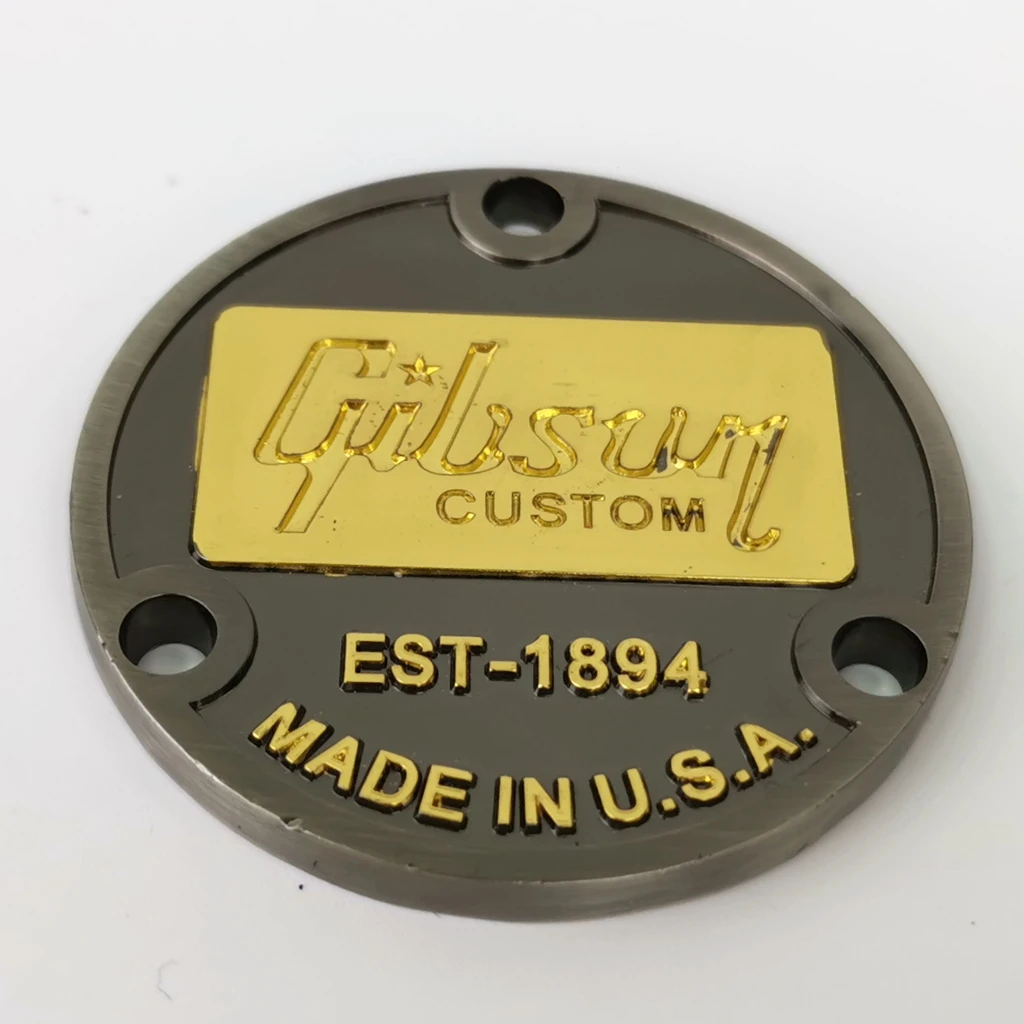 Gibson
CUSTOM
EST-1894
MADE IN U.S.A.